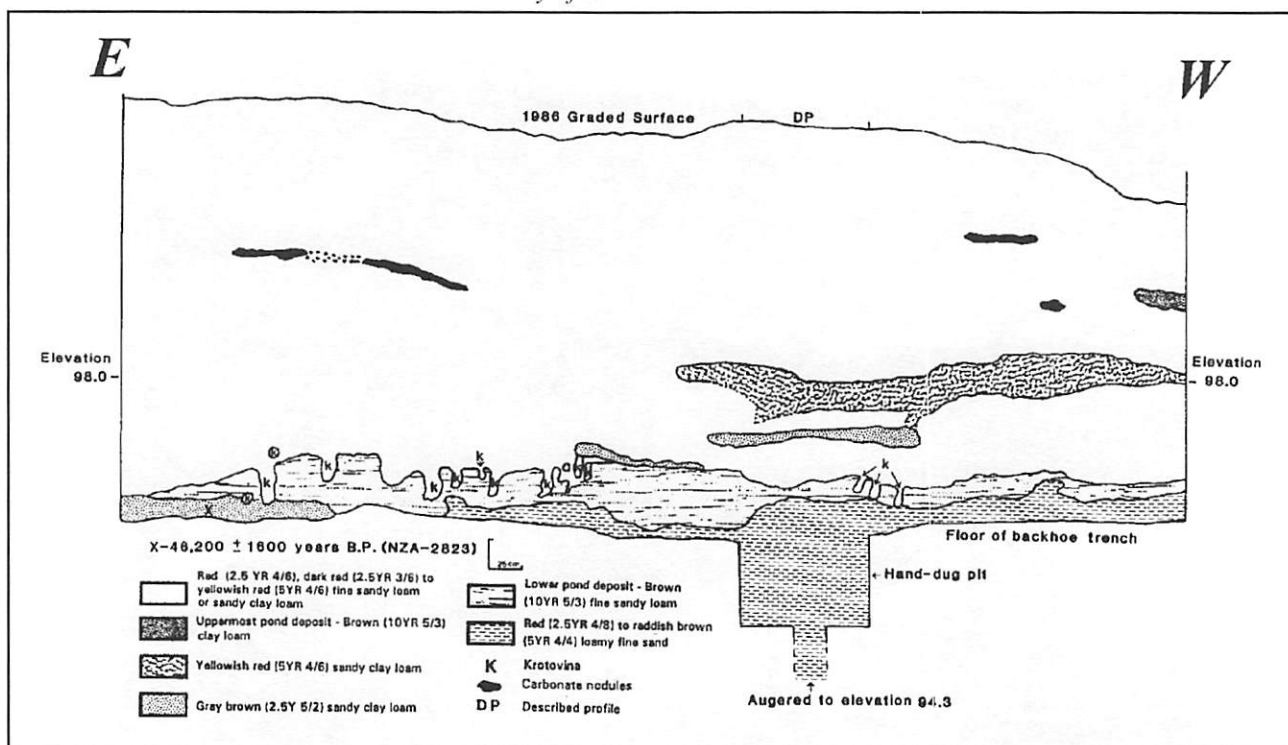 E
W
1986 Graded Surface
DP
Elevation
98.0
Elevation
98.0
k
k
k
k
k
k
k
k
k
Floor of backhoe trench
X
X-46,200 ± 1600 years B.P. (NZA-2823)
25 cm
Hand-dug pit
Augered to elevation 94.3
Red (2.5 YR 4/6), dark red (2.5YR 3/6) to
yellowish red (5YR 4/6) fine sandy loam
or sandy clay loam
Uppermost pond deposit - Brown (10YR 5/3)
clay loam
Yellowish red (5YR 4/6) sandy clay loam
Gray brown (2.5Y 5/2) sandy clay loam
Lower pond deposit - Brown
(10YR 5/3) fine sandy loam
Red (2.5YR 4/8) to raddish brown
(5YR 4/4) loamy fine sand
K Krotovina
Carbonate nodules
DP Described profile